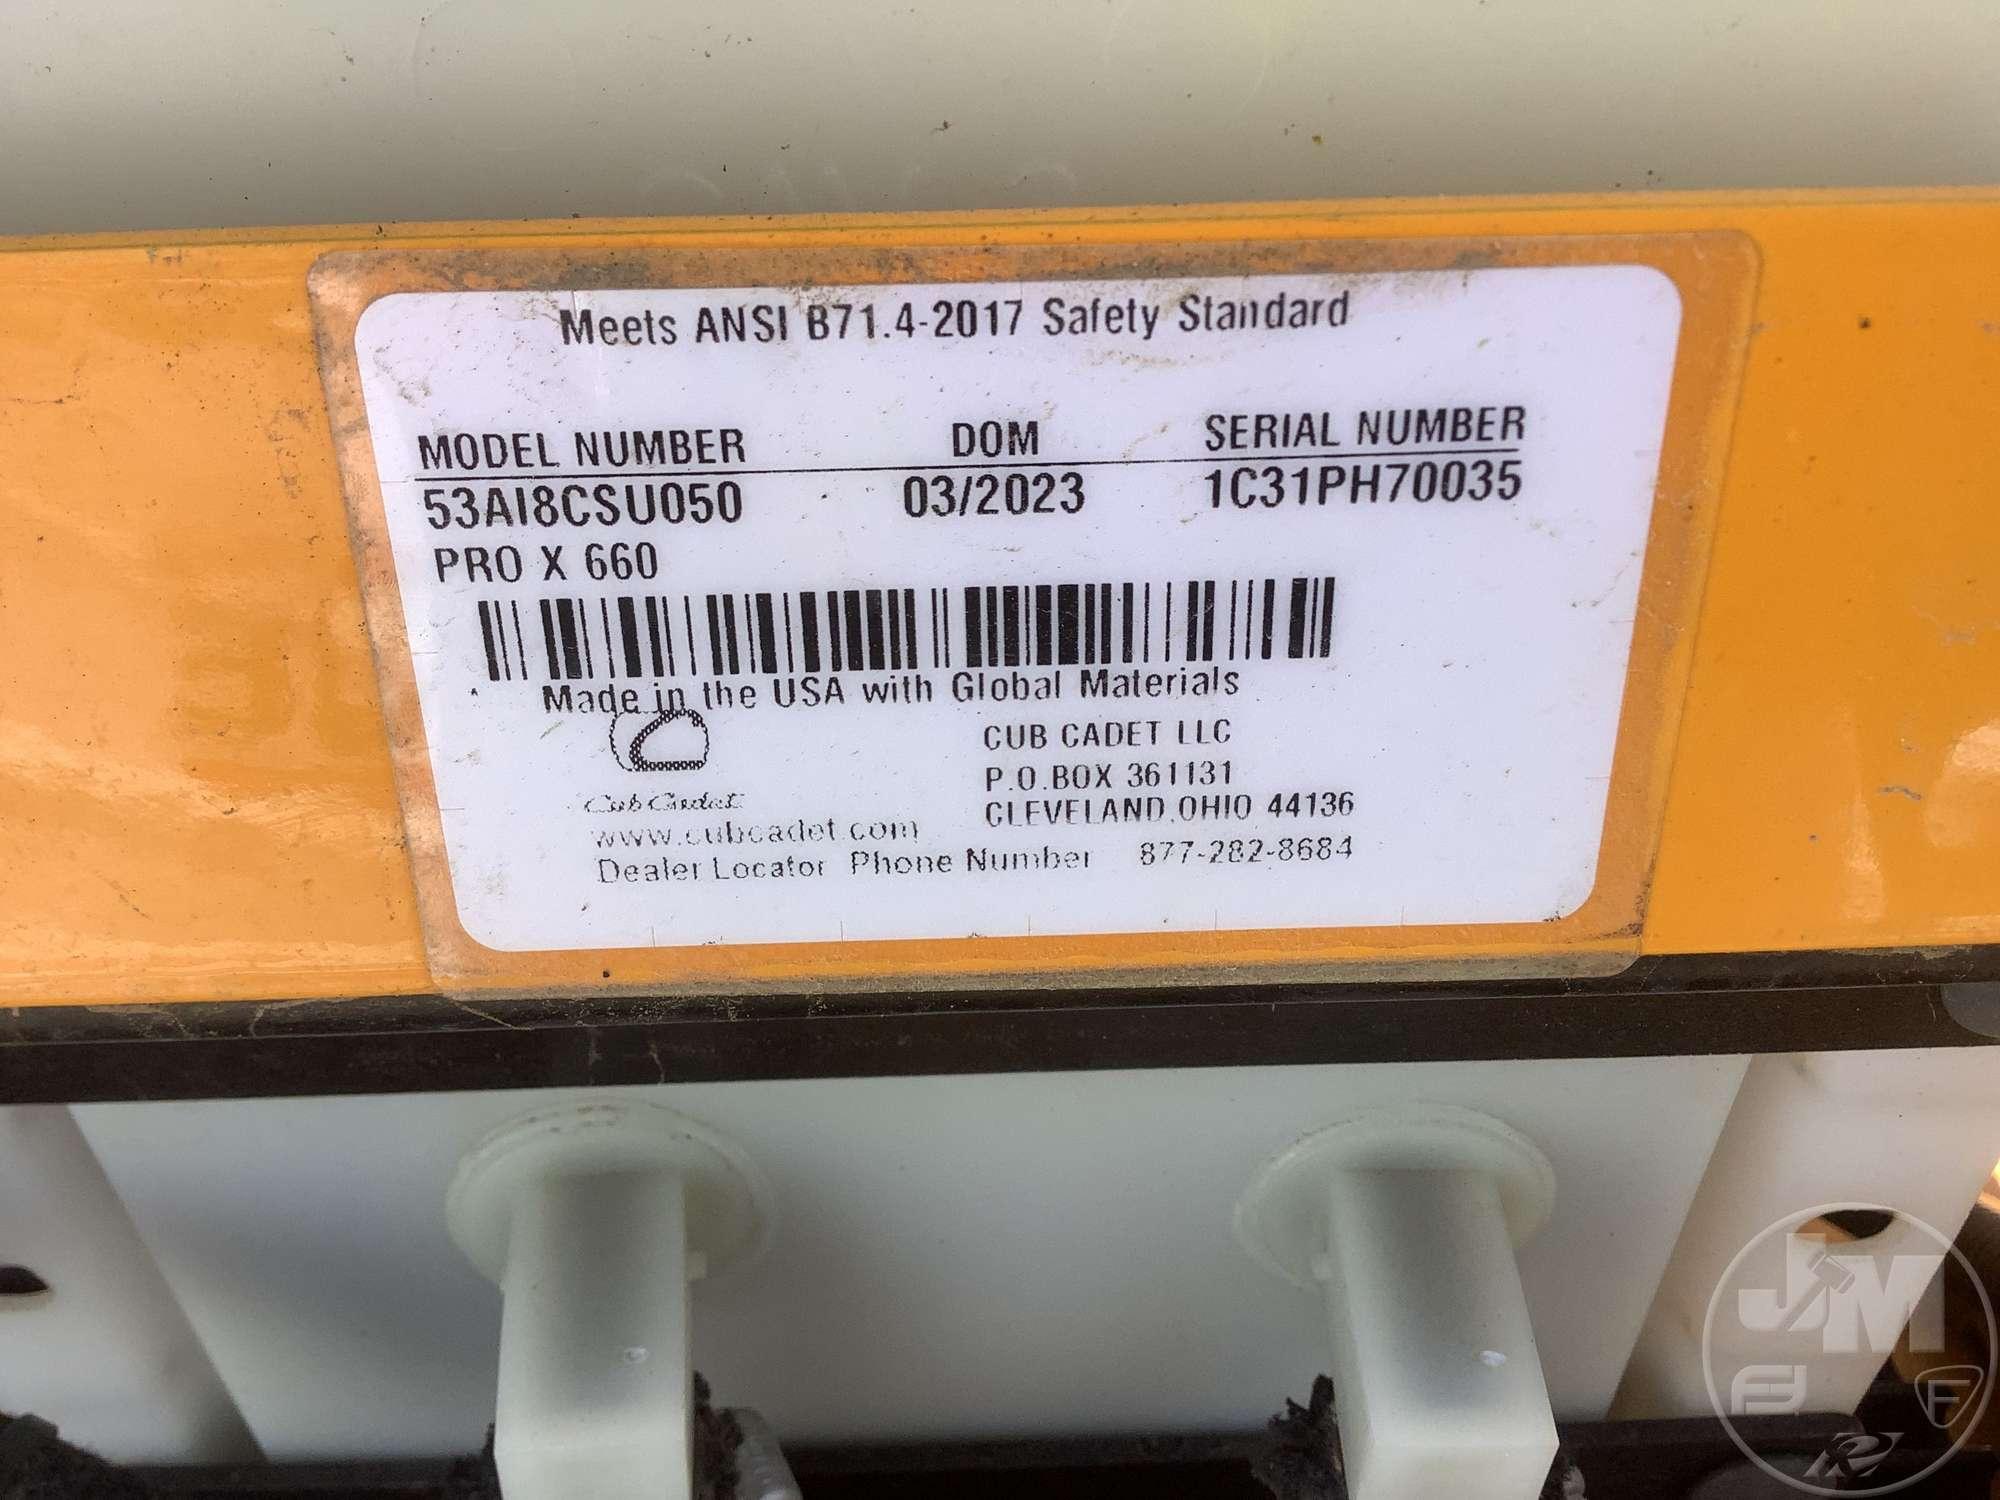 Meets ANSI B71.4-2017 Safety Standard
MODEL NUMBER DOM SERIAL NUMBER
53AI8CSU050 03/2023 1C31PH70035
PRO X 660
Made in the USA with Global Materials
CUB CADET LLC
P.O.BOX 361131
Cub Cadet CLEVELAND,OHIO 44136
www.cubcadet.com
Dealer Locator Phone Number 877-282-8684
JM
F